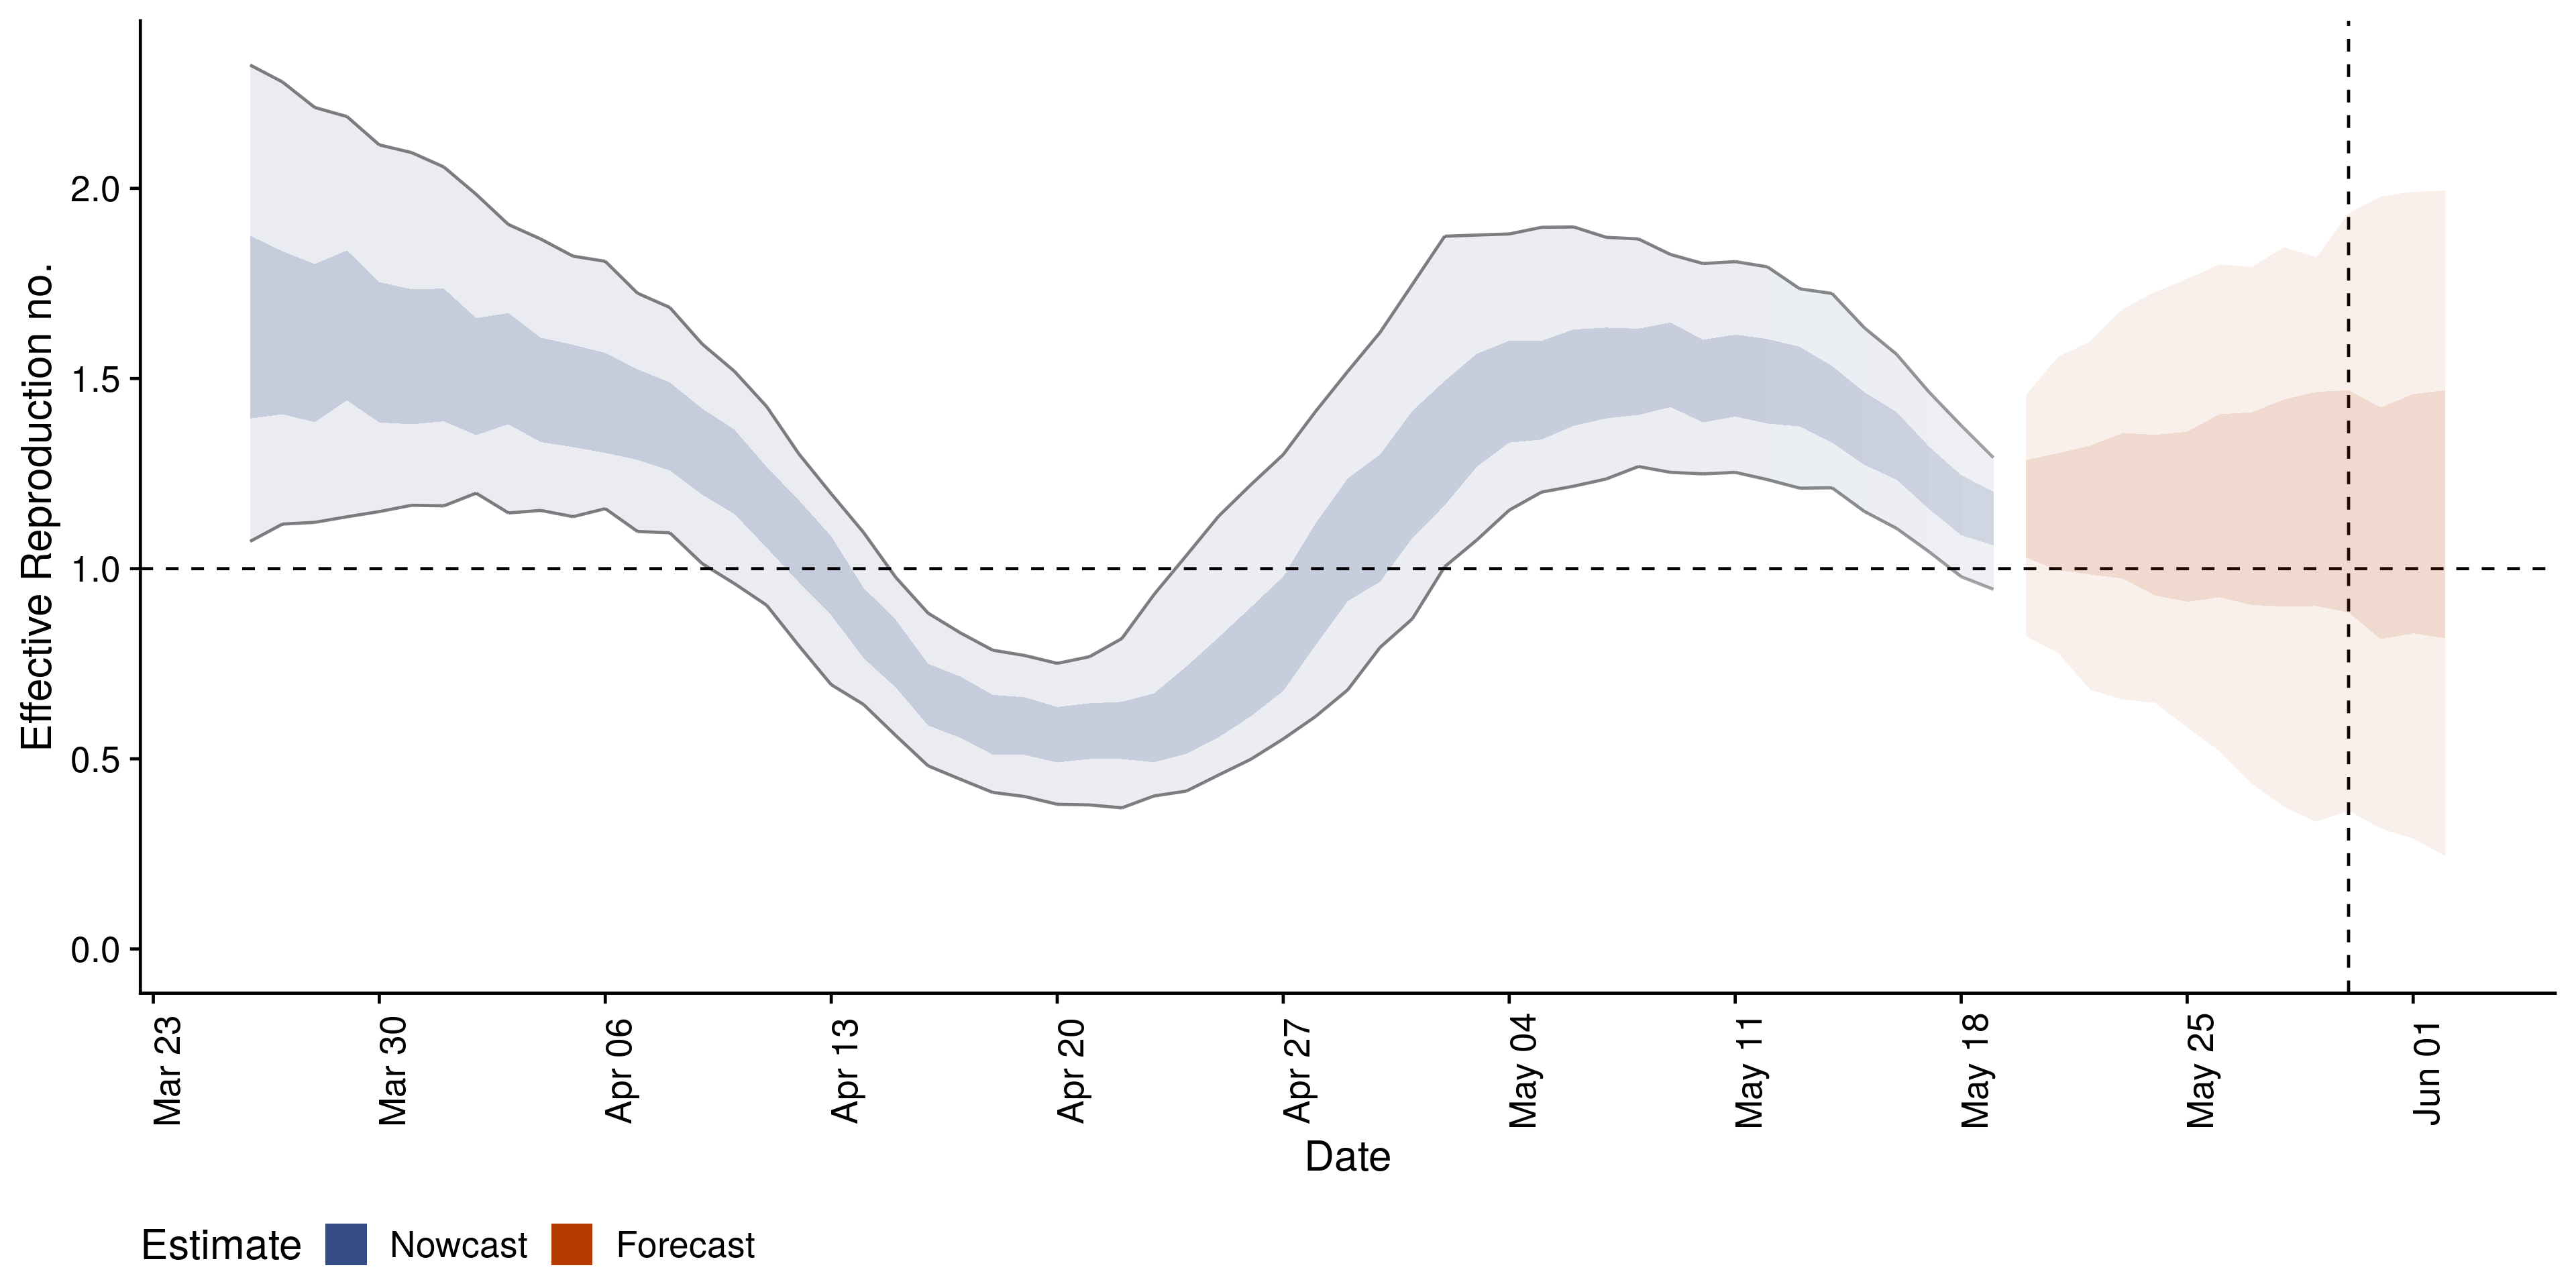 Effective Reproduction no.
2.0
1.5
1.0
0.5
0.0
Mar 23
Mar 30
Apr 06
Apr 13
Apr 20
Apr 27
May 04
May 11
May 18
May 25
Jun 01
Date
Estimate Nowcast Forecast